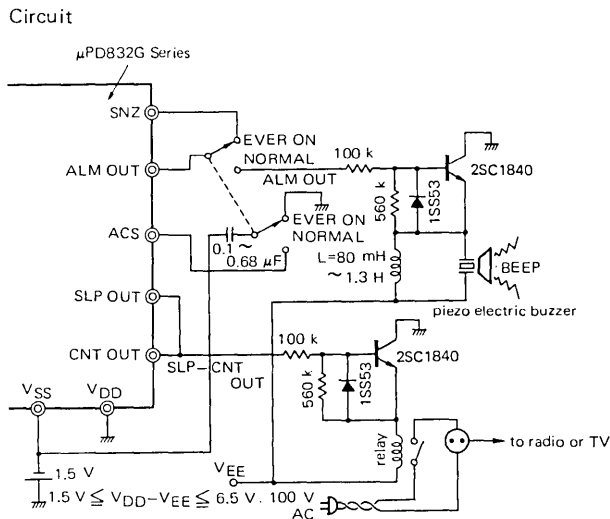 Circuit
μPD832G Series
SNZ
EVER ON
NORMAL
ALM OUT
ALM OUT
100 k
2SC1840
560 k
1SS53
ACS
EVER ON
NORMAL
0.1 ~
0.68 μF
L=80 mH
~ 1.3 H
BEEP
piezo electric buzzer
SLP OUT
CNT OUT
SLP-CNT
OUT
100 k
2SC1840
560 k
1SS53
VSS
VDD
relay
to radio or TV
VEE
1.5 V
1.5 V ≦ VDD-VEE ≦ 6.5 V . 100 V
AC